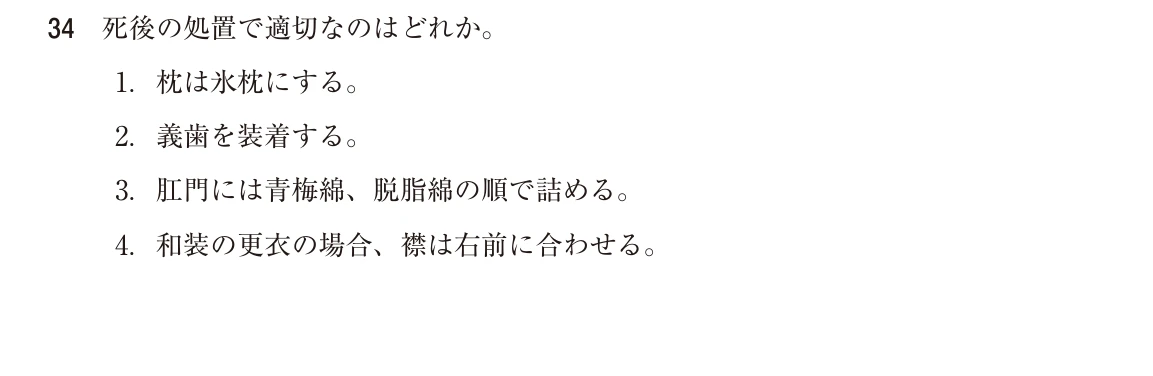 34 死後の処置で適切なのはどれか。
1. 枕は氷枕にする。
2. 義歯を装着する。
3. 肛門には青梅綿、脱脂綿の順で詰める。
4. 和装の更衣の場合、襟は右前に合わせる。